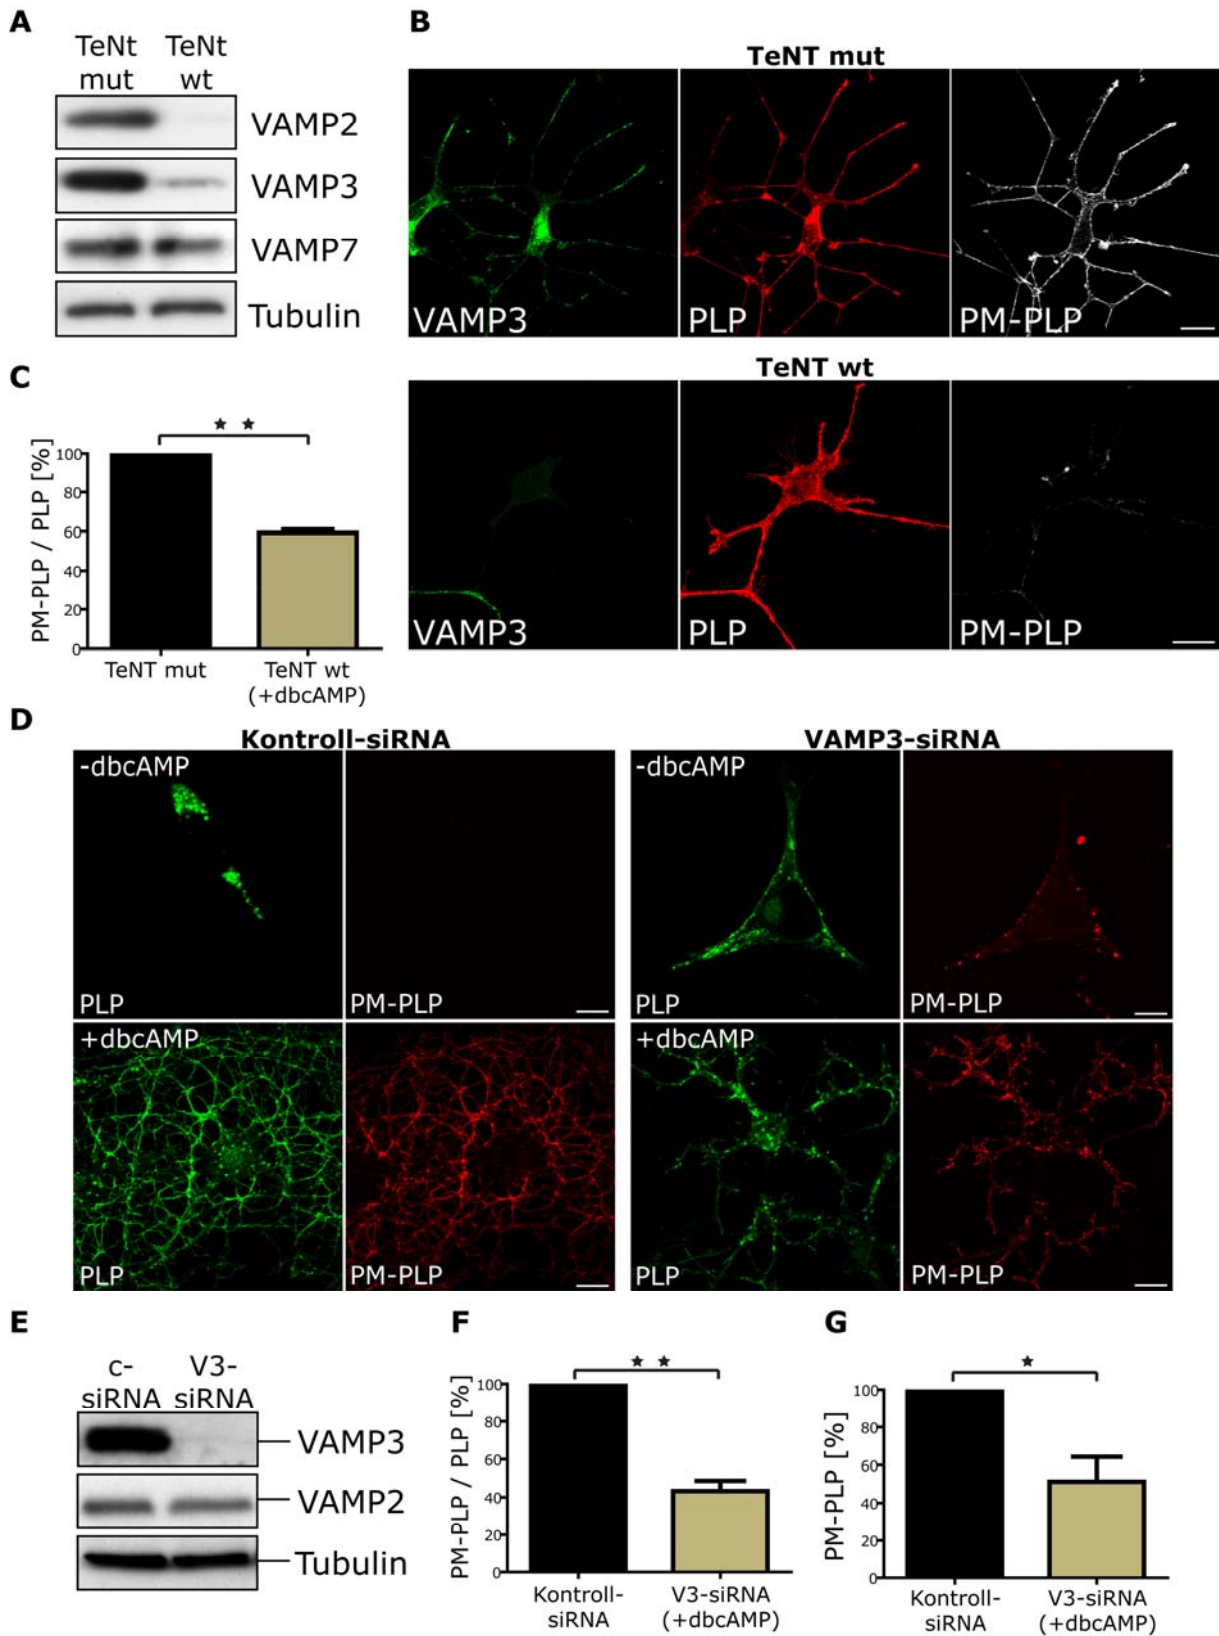 A
TeNt mut
TeNt wt
VAMP2
VAMP3
VAMP7
Tubulin
B
TeNT mut
VAMP3
PLP
PM-PLP
TeNT wt
VAMP3
PLP
PM-PLP
C
PM-PLP / PLP [%]
100
80
60
40
20
0
★ ★
TeNT mut
TeNT wt
(+dbcAMP)
D
Kontroll-siRNA
VAMP3-siRNA
-dbcAMP
PLP
PM-PLP
-dbcAMP
PLP
PM-PLP
+dbcAMP
PLP
PM-PLP
+dbcAMP
PLP
PM-PLP
E
c-
siRNA
V3-
siRNA
VAMP3
VAMP2
Tubulin
F
PM-PLP / PLP [%]
100
80
60
40
20
0
★ ★
Kontroll-
siRNA
V3-siRNA
(+dbcAMP)
G
PM-PLP [%]
100
80
60
40
20
0
★
Kontroll-
siRNA
V3-siRNA
(+dbcAMP)